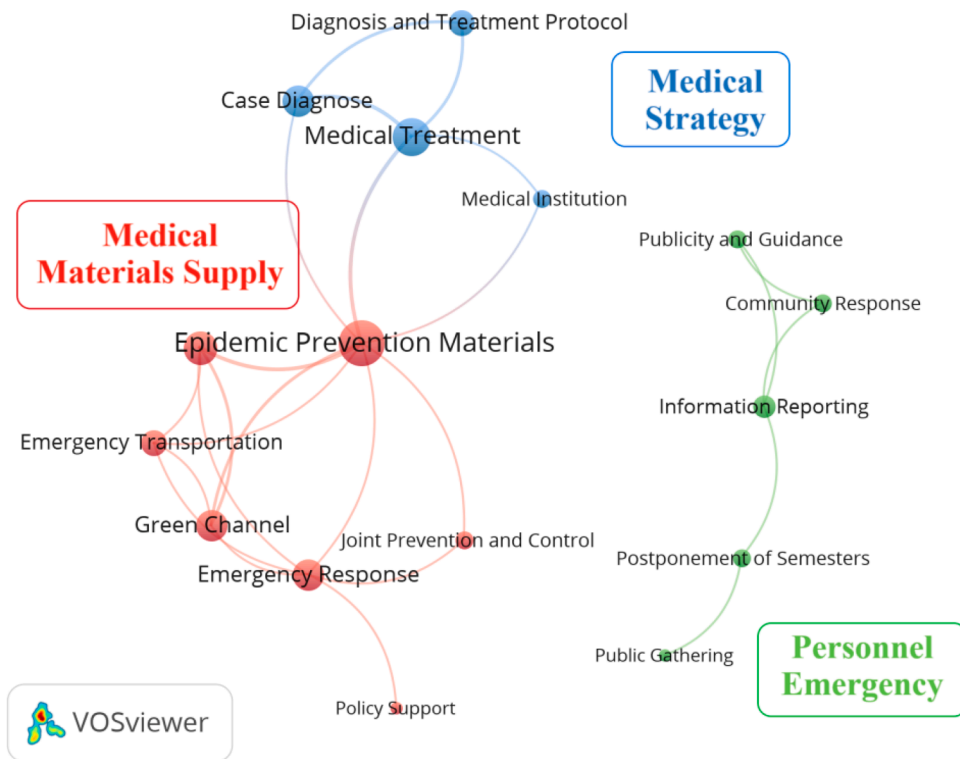 Diagnosis and Treatment Protocol
Medical
Strategy
Case Diagnose
Medical Treatment
Medical Institution
Medical
Materials Supply
Publicity and Guidance
Community Response
Epidemic Prevention Materials
Information Reporting
Emergency Transportation
Green Channel
Joint Prevention and Control
Emergency Response
Postponement of Semesters
Public Gathering
Personnel
Emergency
Policy Support
VOSviewer